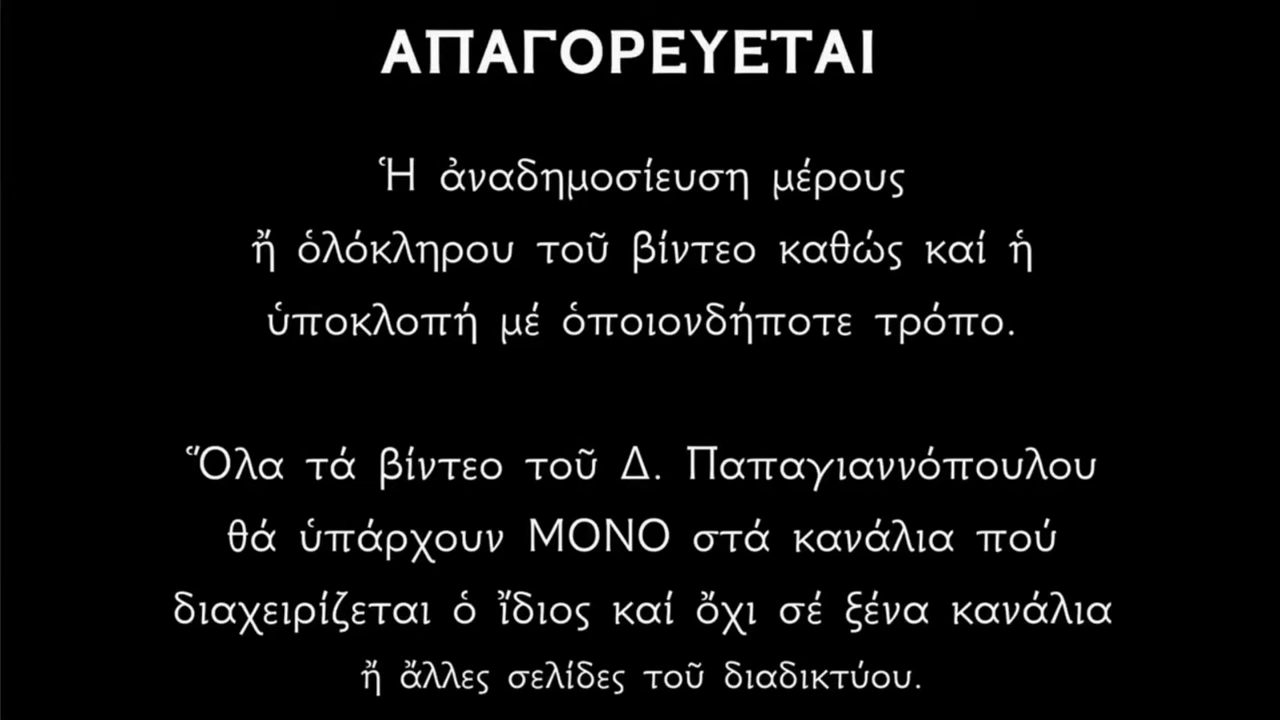 ΑΠΑΓΟΡΕΥΕΤΑΙ
Ἡ ἀναδημοσίευση μέρους
ἤ ὁλόκληρου τοῦ βίντεο καθώς καί ἡ
ὑποκλοπή μέ ὁποιονδήποτε τρόπο.
Ὅλα τά βίντεο τοῦ Δ. Παπαγιαννόπουλου
θά ὑπάρχουν ΜΟΝΟ στά κανάλια πού
διαχειρίζεται ὁ ἴδιος καί ὄχι σέ ξένα κανάλια
ἤ ἄλλες σελίδες τοῦ διαδικτύου.